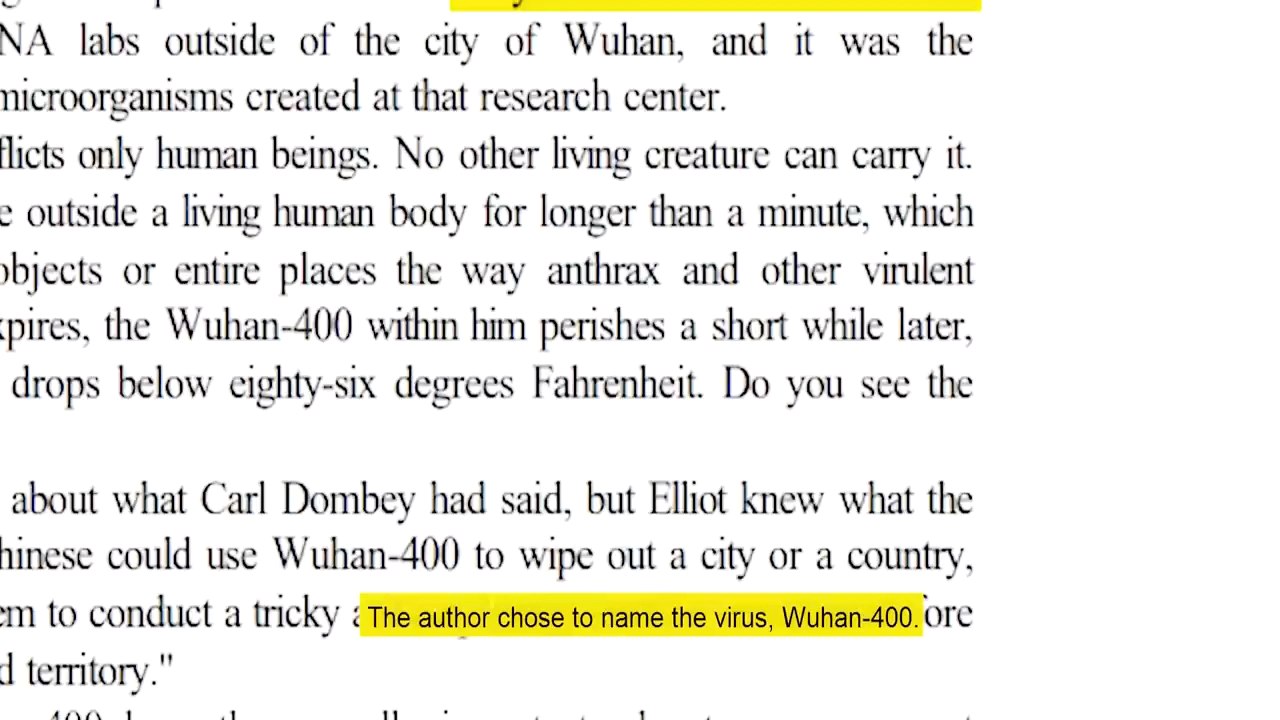 NA labs outside of the city of Wuhan, and it was the
microorganisms created at that research center.
flicts only human beings. No other living creature can carry it.
e outside a living human body for longer than a minute, which
objects or entire places the way anthrax and other virulent
xpires, the Wuhan-400 within him perishes a short while later,
drops below eighty-six degrees Fahrenheit. Do you see the
about what Carl Dombey had said, but Elliot knew what the
hinese could use Wuhan-400 to wipe out a city or a country,
em to conduct a tricky a
The author chose to name the virus, Wuhan-400.
fore
d territory."